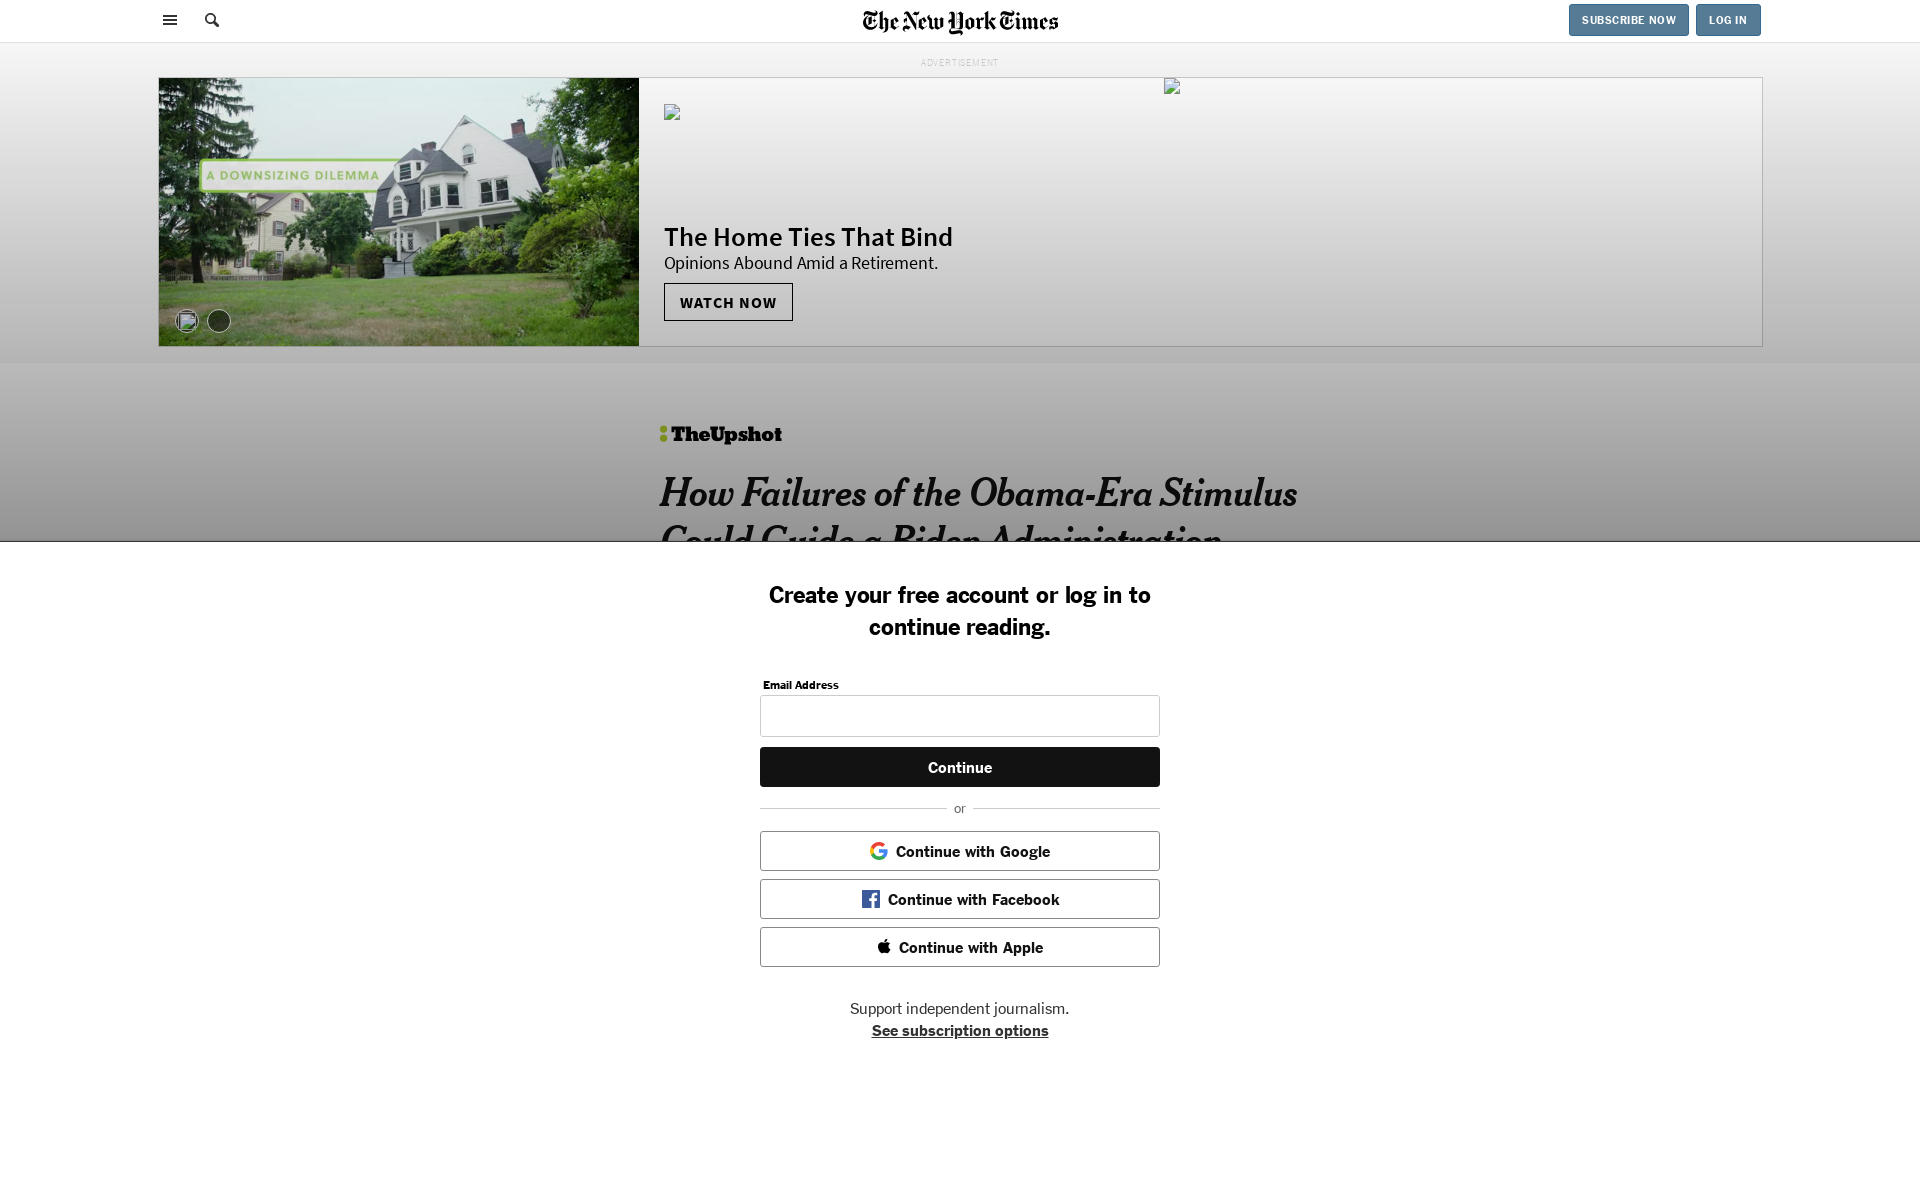 The New York Times
SUBSCRIBE NOW
LOG IN
ADVERTISEMENT
A DOWNSIZING DILEMMA
The Home Ties That Bind
Opinions Abound Amid a Retirement.
WATCH NOW
TheUpshot
How Failures of the Obama-Era Stimulus
Could Guide a Biden Administration
Create your free account or log in to
continue reading.
Email Address
Continue
or
Continue with Google
Continue with Facebook
Continue with Apple
Support independent journalism.
See subscription options